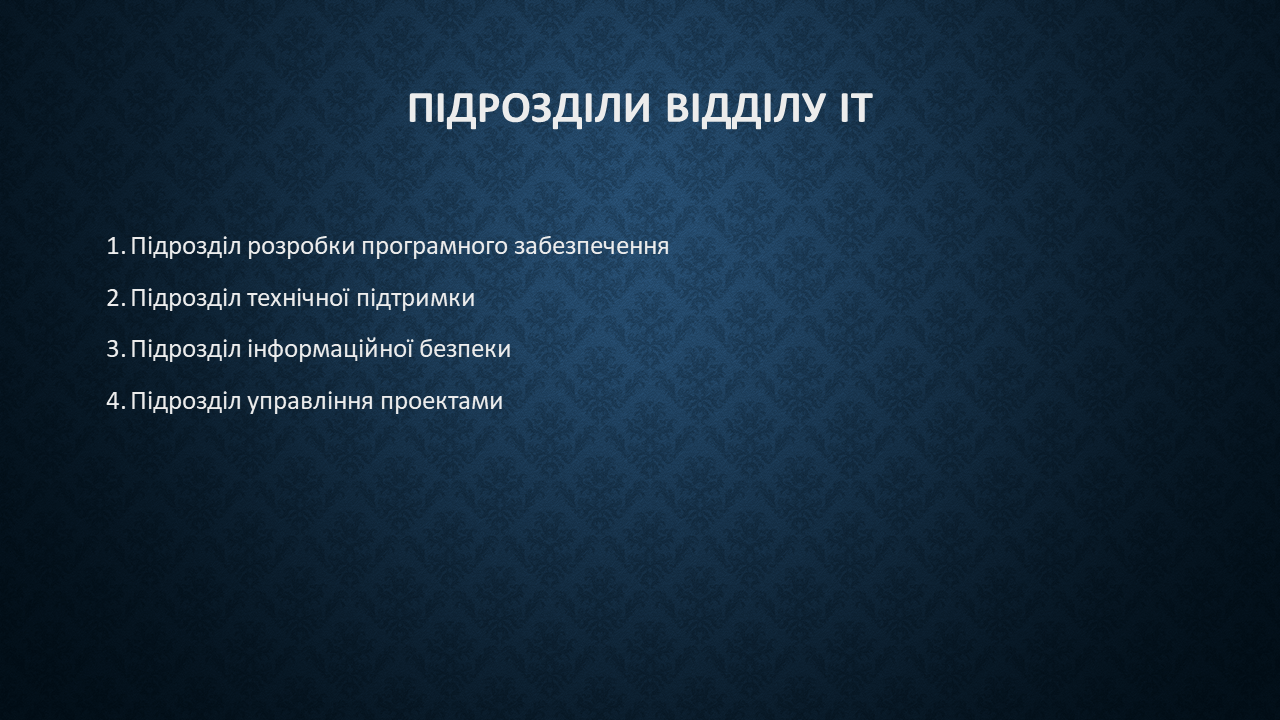 ПІДРОЗДІЛИ ВІДДІЛУ ІТ
1. Підрозділ розробки програмного забезпечення
2. Підрозділ технічної підтримки
3. Підрозділ інформаційної безпеки
4. Підрозділ управління проектами